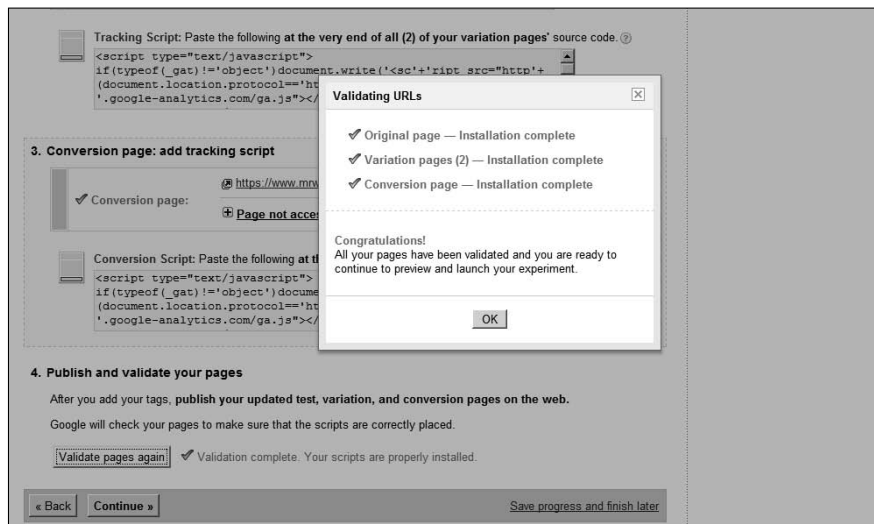 Tracking Script: Paste the following at the very end of all (2) of your variation pages' source code. ?
<script type="text/javascript">
if(typeof(_gat)!='object')document.write('<sc'+'ript src="http'+
(document.location.protocol=='ht
'.google-analytics.com/ga.js"></
Validating URLs
Original page — Installation complete
Variation pages (2) — Installation complete
Conversion page — Installation complete
Congratulations!
All your pages have been validated and you are ready to
continue to preview and launch your experiment.
OK
3. Conversion page: add tracking script
Conversion page:
https://www.mrw
Page not acce
Conversion Script: Paste the following at t
<script type="text/javascript">
if(typeof(_gat)!='object')docume
(document.location.protocol=='ht
'.google-analytics.com/ga.js"></
4. Publish and validate your pages
After you add your tags, publish your updated test, variation, and conversion pages on the web.
Google will check your pages to make sure that the scripts are correctly placed.
Validate pages again Validation complete. Your scripts are properly installed.
« Back Continue » Save progress and finish later